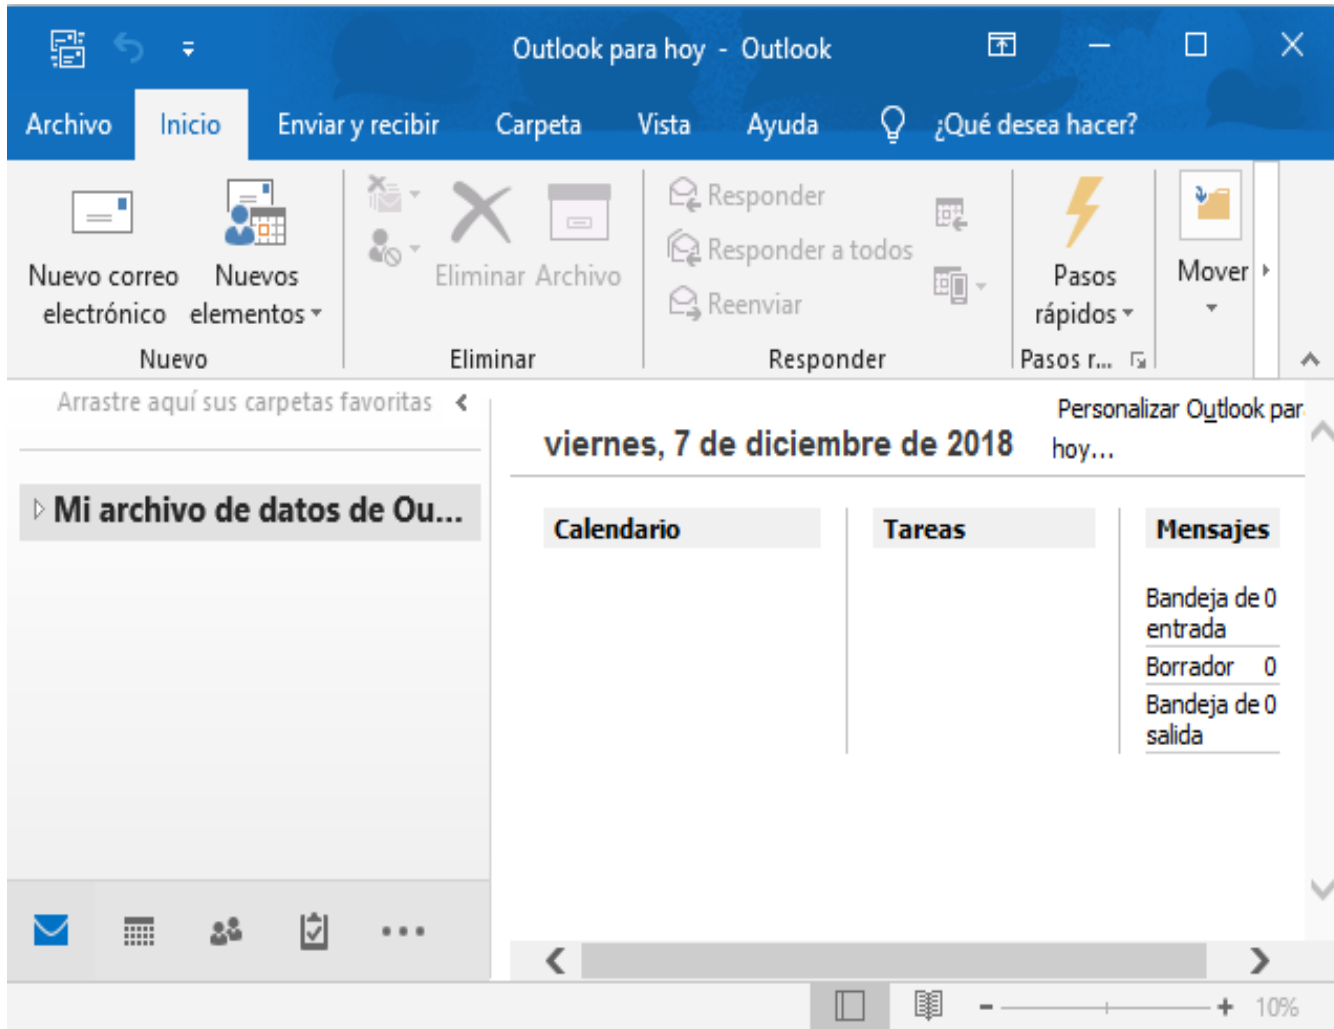 Outlook para hoy - Outlook
Archivo Inicio Enviar y recibir Carpeta Vista Ayuda ¿Qué desea hacer?
Nuevo correo electrónico
Nuevos elementos
Nuevo
Eliminar Archivo
Eliminar
Responder
Responder a todos
Reenviar
Responder
Pasos rápidos
Pasos r...
Mover
Arrastre aquí sus carpetas favoritas
Mi archivo de datos de Ou...
viernes, 7 de diciembre de 2018
Personalizar Outlook par
hoy...
Calendario
Tareas
Mensajes
Bandeja de 0
entrada
Borrador 0
Bandeja de 0
salida
10%